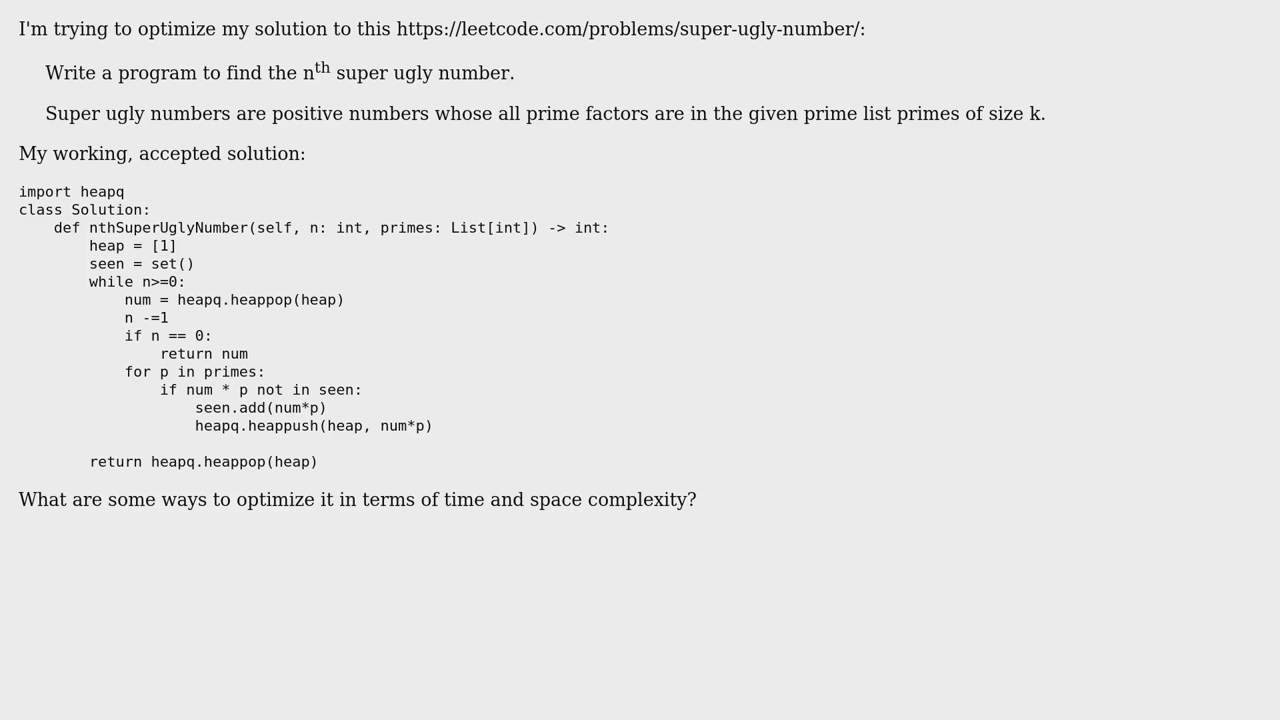 I'm trying to optimize my solution to this https://leetcode.com/problems/super-ugly-number/:
Write a program to find the nth super ugly number.
Super ugly numbers are positive numbers whose all prime factors are in the given prime list primes of size k.
My working, accepted solution:
import heapq
class Solution:
    def nthSuperUglyNumber(self, n: int, primes: List[int]) -> int:
        heap = [1]
        seen = set()
        while n>=0:
            num = heapq.heappop(heap)
            n -=1
            if n == 0:
                return num
            for p in primes:
                if num * p not in seen:
                    seen.add(num*p)
                    heapq.heappush(heap, num*p)
        return heapq.heappop(heap)
What are some ways to optimize it in terms of time and space complexity?